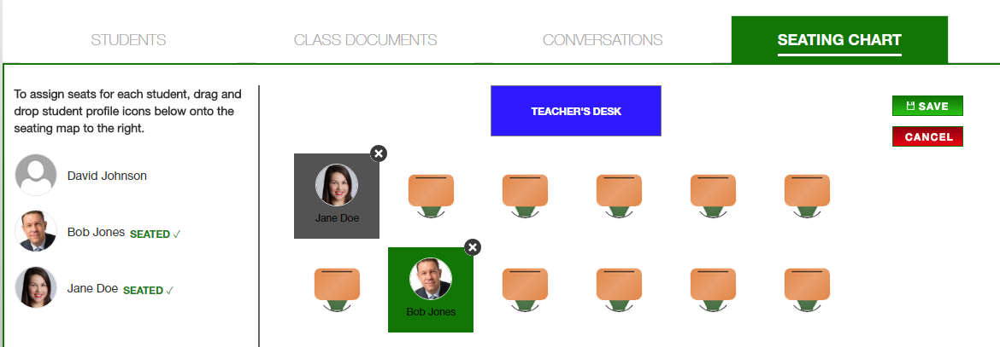 STUDENTS
CLASS DOCUMENTS
CONVERSATIONS
SEATING CHART
To assign seats for each student, drag and
drop student profile icons below onto the
seating map to the right.
TEACHER'S DESK
SAVE
CANCEL
David Johnson
Bob Jones SEATED ✓
Jane Doe SEATED ✓
Jane Doe
Bob Jones